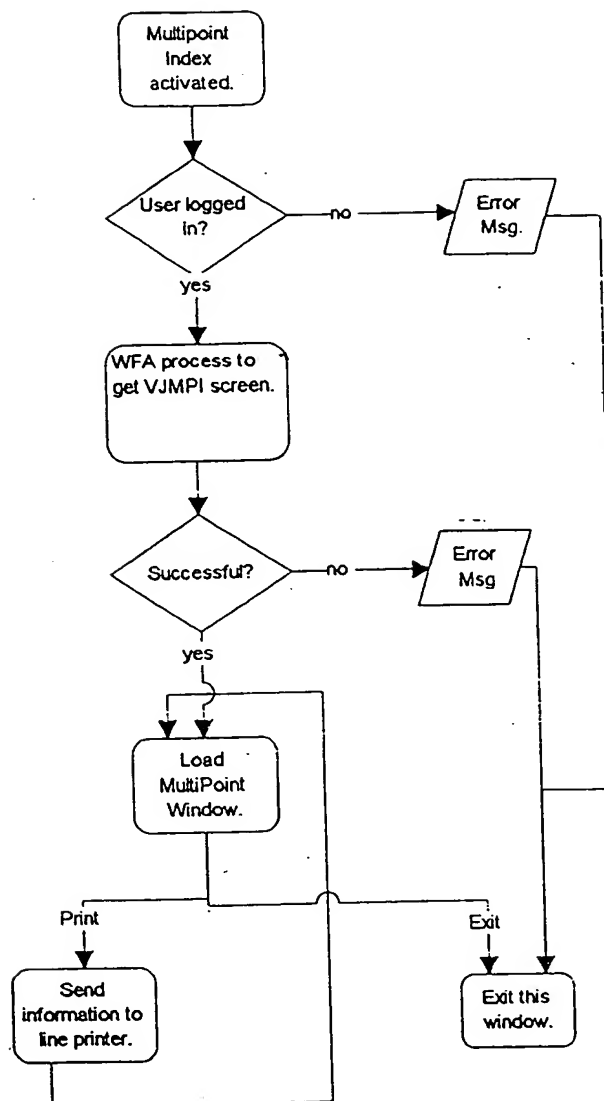 Multipoint
Index
activated.
User logged
in?
no
Error
Msg.
yes
WFA process to
get VJMPI screen.
Successful?
no
Error
Msg
yes
Load
MultiPoint
Window.
Print
Exit
Send
information to
line printer.
Exit this
window.